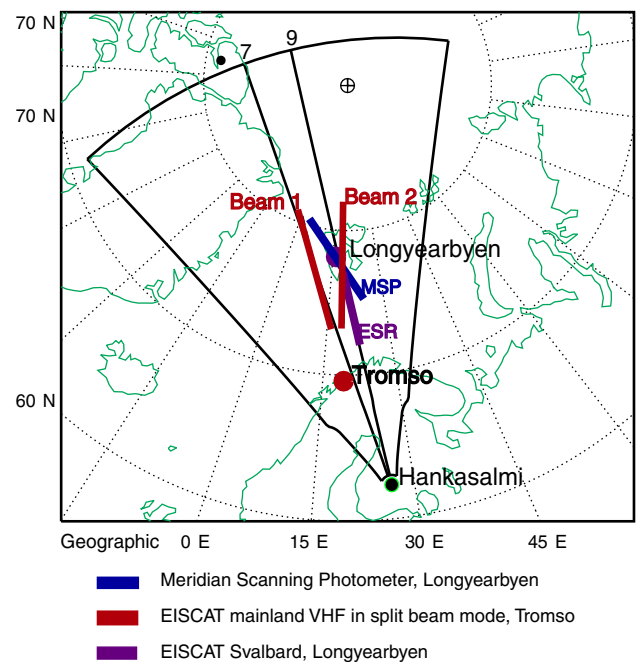 70 N
7
9
70 N
Beam 1
Beam 2
Longyearbyen
MSP
ESR
Tromso
60 N
Hankasalmi
Geographic 0 E 15 E 30 E 45 E
Meridian Scanning Photometer, Longyearbyen
EISCAT mainland VHF in split beam mode, Tromso
EISCAT Svalbard, Longyearbyen